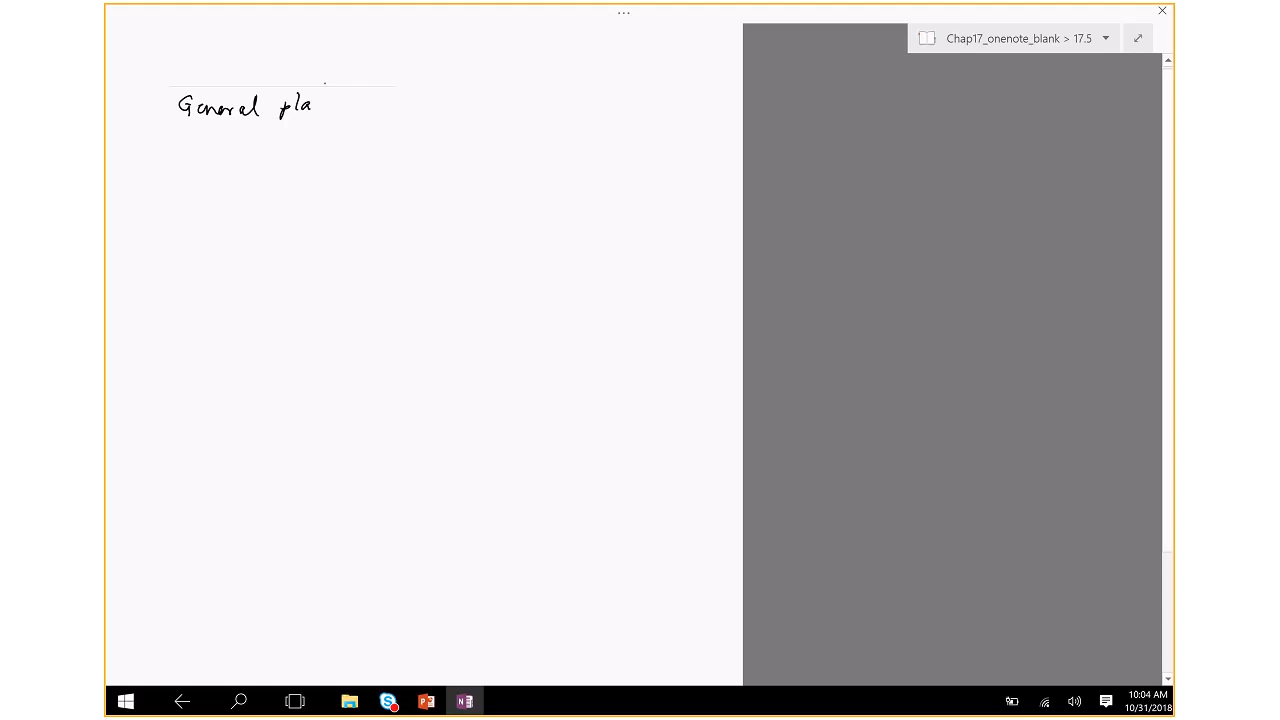 ...
Chap17_onenote_blank > 17.5
General pla
10:04 AM
10/31/2018